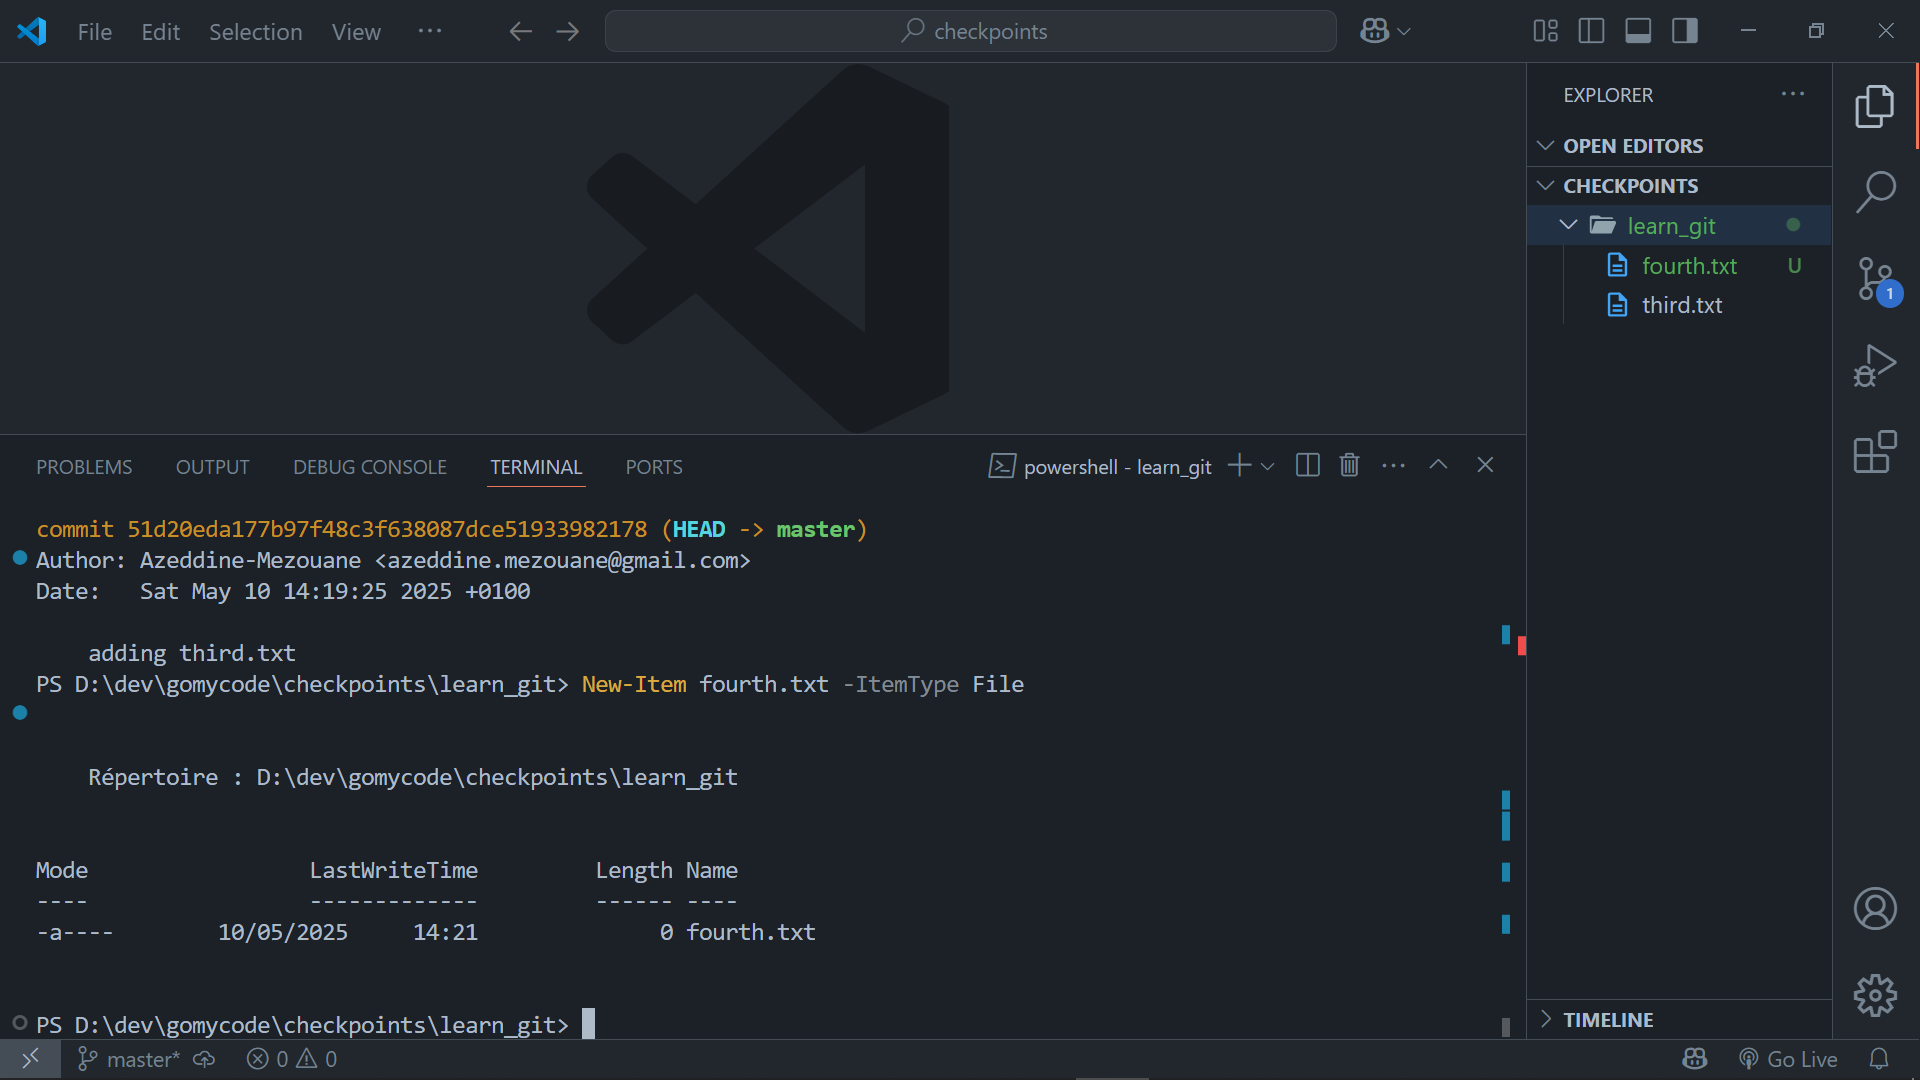 File Edit Selection View ··· checkpoints
EXPLORER ···
OPEN EDITORS
CHECKPOINTS
learn_git
fourth.txt U
third.txt
1
PROBLEMS OUTPUT DEBUG CONSOLE TERMINAL PORTS powershell - learn_git
commit 51d20eda177b97f48c3f638087dce51933982178 (HEAD -> master)
Author: Azeddine-Mezouane <azeddine.mezouane@gmail.com>
Date:   Sat May 10 14:19:25 2025 +0100
adding third.txt
PS D:\dev\gomycode\checkpoints\learn_git> New-Item fourth.txt -ItemType File
Répertoire : D:\dev\gomycode\checkpoints\learn_git
Mode LastWriteTime Length Name
---- ------------- ------ ----
-a---- 10/05/2025 14:21 0 fourth.txt
PS D:\dev\gomycode\checkpoints\learn_git>
TIMELINE
master* 0 0 Go Live